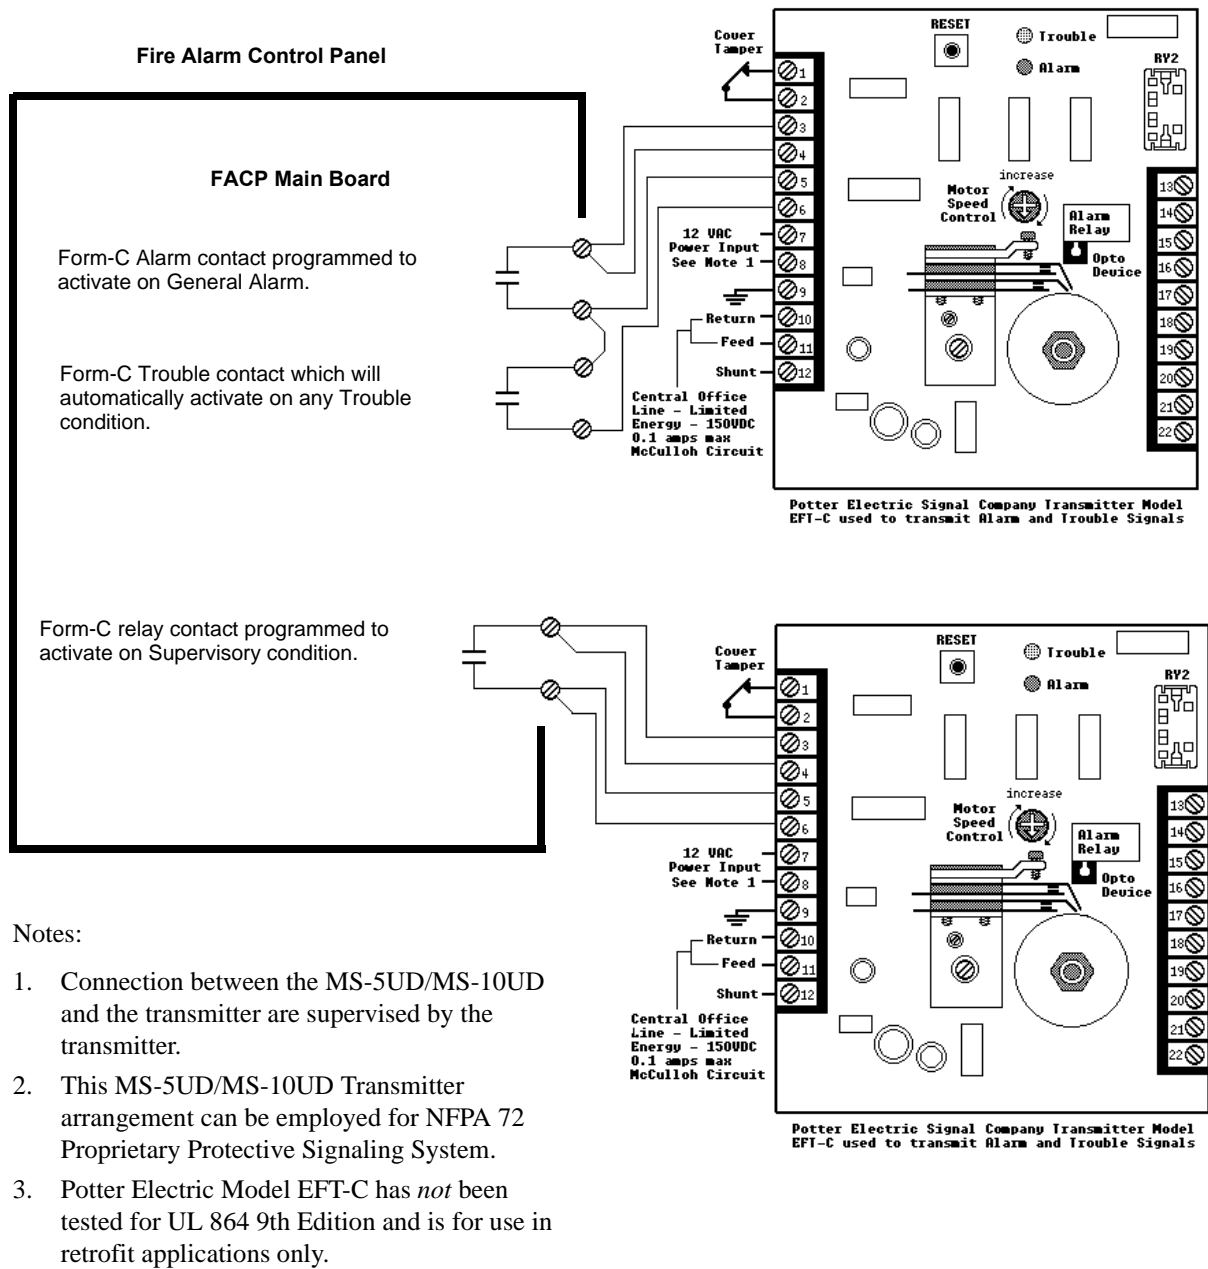 Fire Alarm Control Panel
FACP Main Board
Form-C Alarm contact programmed to
activate on General Alarm.
Form-C Trouble contact which will
automatically activate on any Trouble
condition.
Cover
Tamper
1
2
3
4
5
6
7
8
9
10
11
12
12 VAC
Power Input
See Note 1
Return
Feed
Shunt
Central Office
Line - Limited
Energy - 150VDC
0.1 amps max
McCulloh Circuit
RESET
Trouble
Alarm
RY2
increase
Motor
Speed
Control
Alarm
Relay
Opto
Device
13
14
15
16
17
18
19
20
21
22
Potter Electric Signal Company Transmitter Model
EFT-C used to transmit Alarm and Trouble Signals
Form-C relay contact programmed to
activate on Supervisory condition.
Cover
Tamper
1
2
3
4
5
6
7
8
9
10
11
12
12 VAC
Power Input
See Note 1
Return
Feed
Shunt
Central Office
Line - Limited
Energy - 150VDC
0.1 amps max
McCulloh Circuit
RESET
Trouble
Alarm
RY2
increase
Motor
Speed
Control
Alarm
Relay
Opto
Device
13
14
15
16
17
18
19
20
21
22
Potter Electric Signal Company Transmitter Model
EFT-C used to transmit Alarm and Trouble Signals
Notes:
1. Connection between the MS-5UD/MS-10UD
and the transmitter are supervised by the
transmitter.
2. This MS-5UD/MS-10UD Transmitter
arrangement can be employed for NFPA 72
Proprietary Protective Signaling System.
3. Potter Electric Model EFT-C has not been
tested for UL 864 9th Edition and is for use in
retrofit applications only.